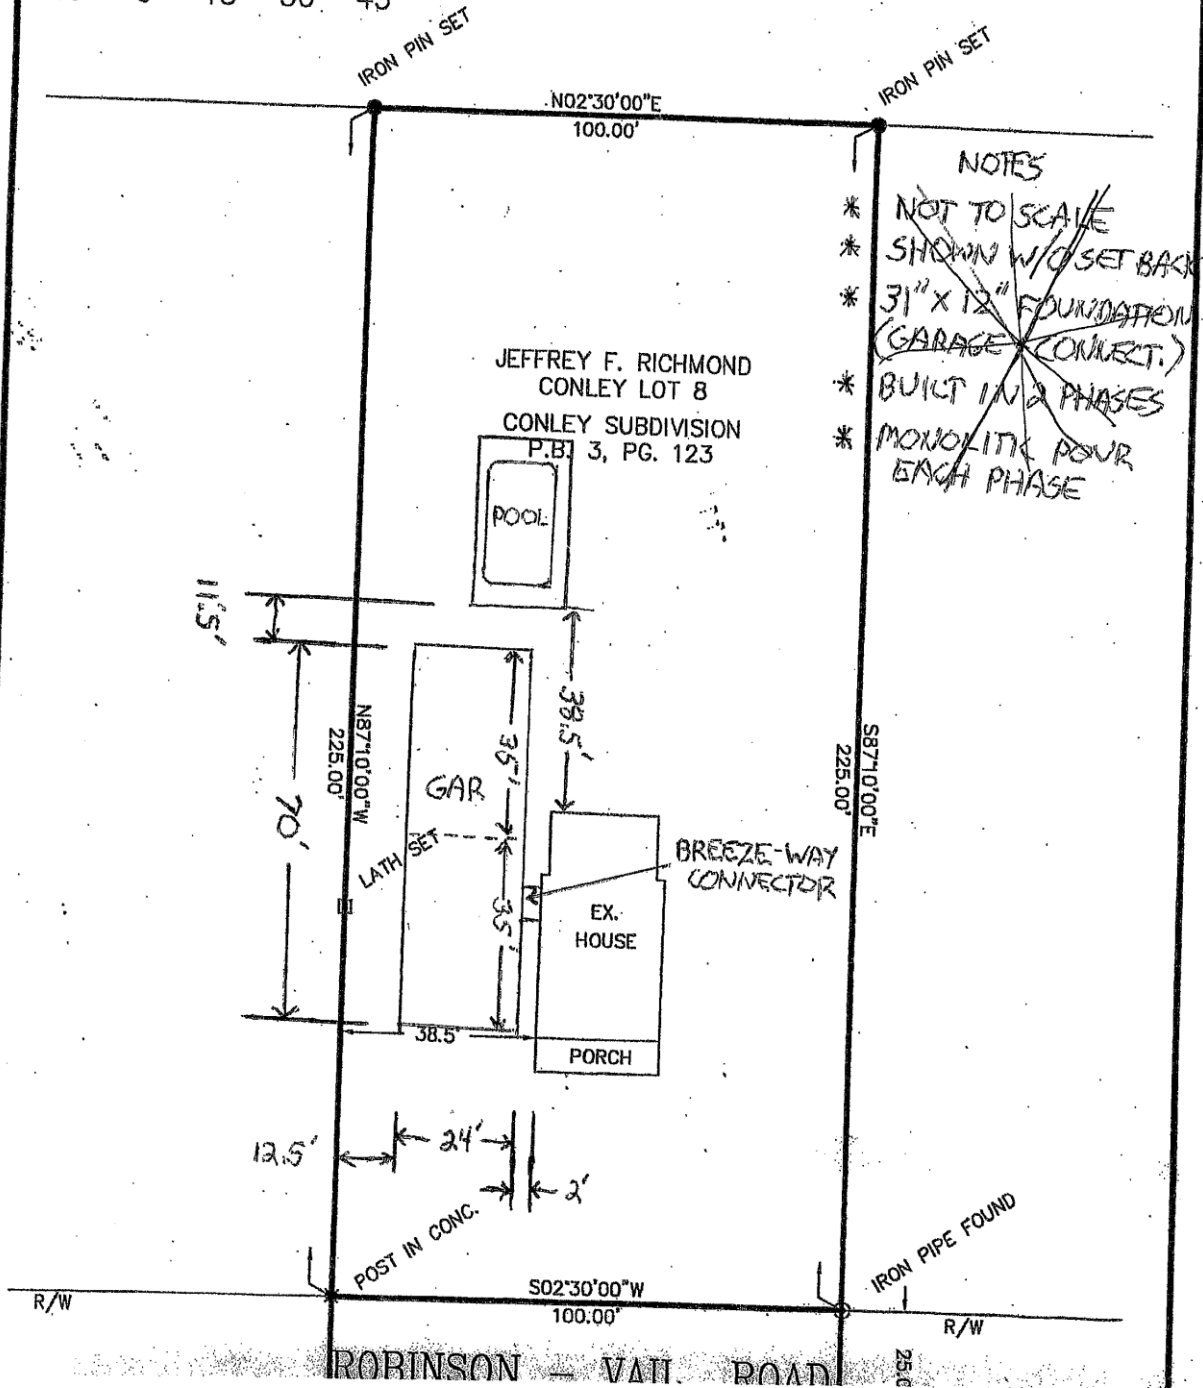 IRON PIN SET
IRON PIN SET
N02°30'00"E
100.00'
NOTES
* NOT TO SCALE
* SHOWN W/O SET BACK
* 31" X 12" FOUNDATION
(GARAGE & CONNECT.)
* BUILT IN 2 PHASES
* MONOLITIC POUR
EACH PHASE
JEFFREY F. RICHMOND
CONLEY LOT 8
CONLEY SUBDIVISION
P.B. 3, PG. 123
POOL
11.5'
38.5'
N87°10'00"W
225.00'
S87°10'00"E
225.00'
35'
GAR
70'
LATH SET
BREEZE-WAY
CONNECTOR
35'
EX.
HOUSE
38.5'
PORCH
12.5'
24'
2'
POST IN CONC.
IRON PIPE FOUND
S02°30'00"W
100.00'
R/W
R/W
ROBINSON - VAIL ROAD